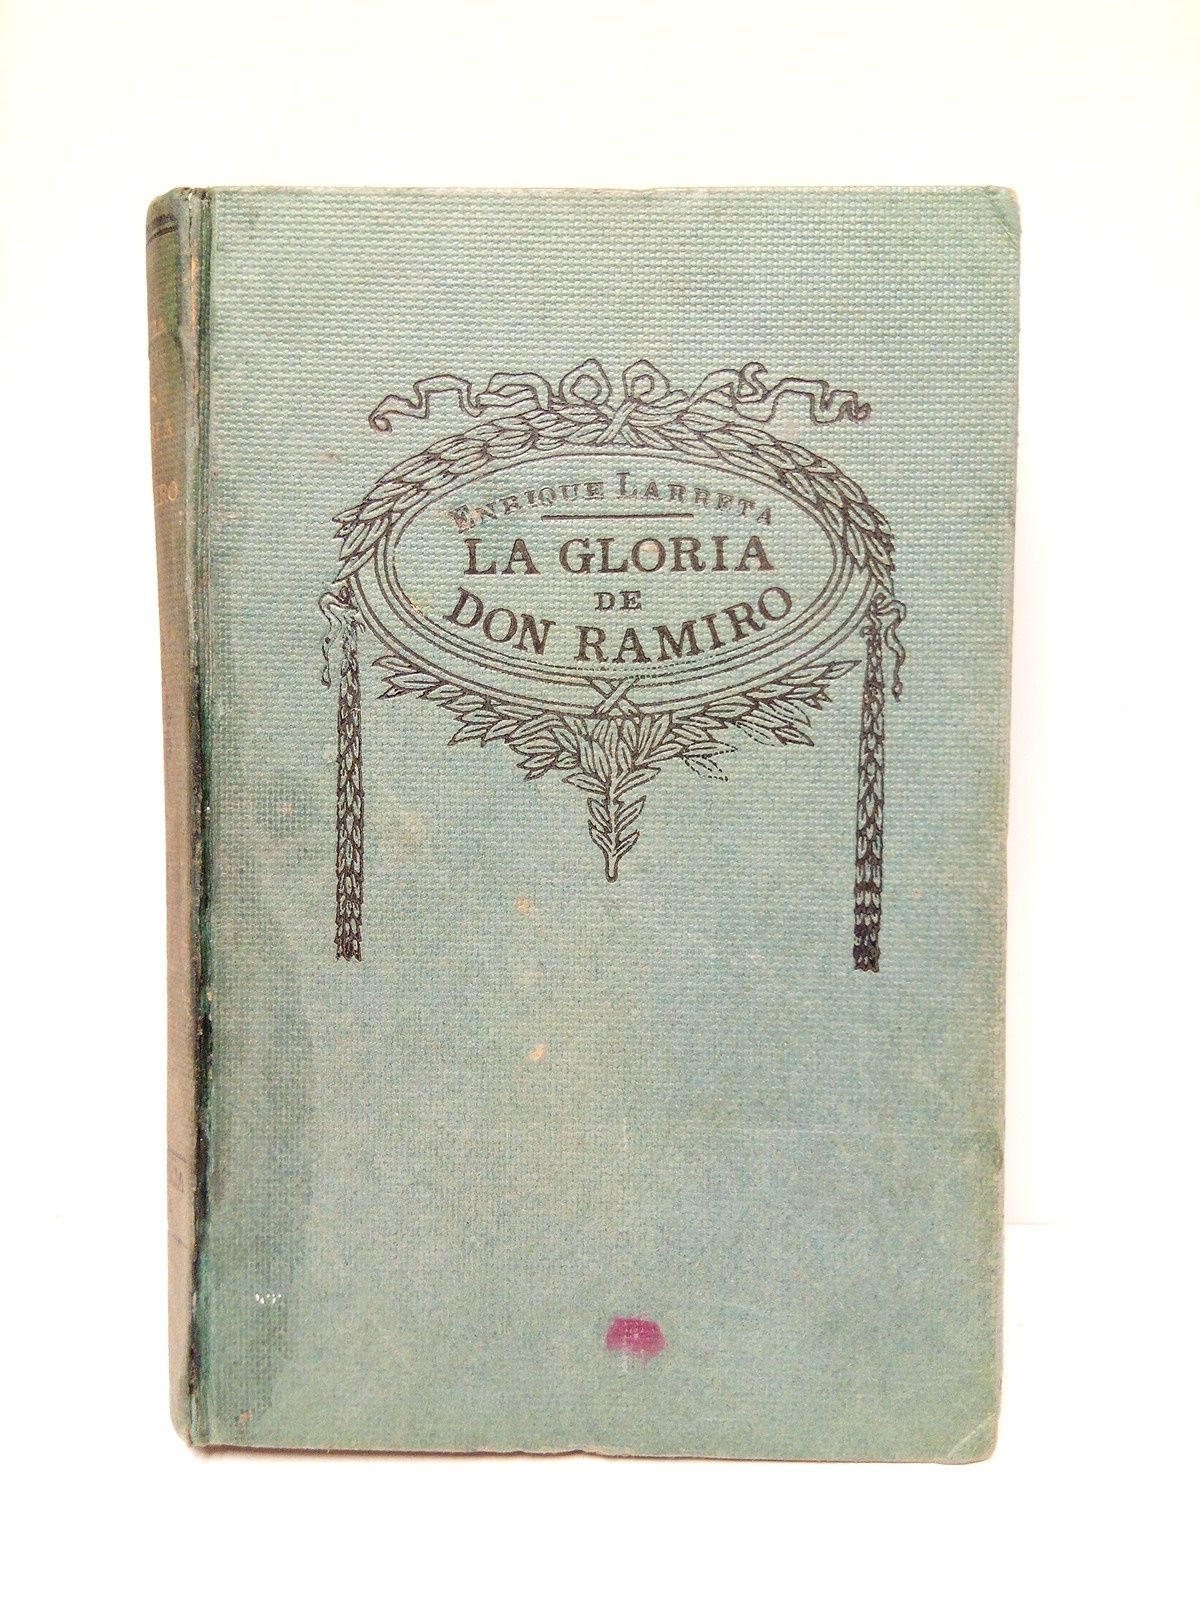 ENRIQUE LARRETA
LA GLORIA
DE
DON RAMIRO